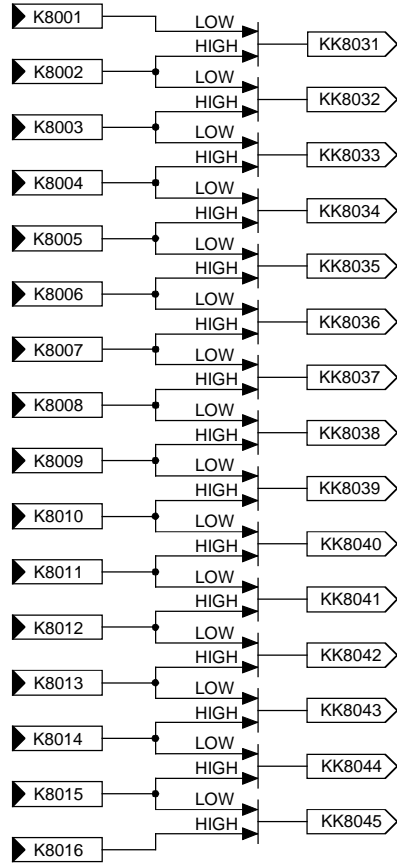 K8001
LOW
HIGH
KK8031
K8002
LOW
HIGH
KK8032
K8003
LOW
HIGH
KK8033
K8004
LOW
HIGH
KK8034
K8005
LOW
HIGH
KK8035
K8006
LOW
HIGH
KK8036
K8007
LOW
HIGH
KK8037
K8008
LOW
HIGH
KK8038
K8009
LOW
HIGH
KK8039
K8010
LOW
HIGH
KK8040
K8011
LOW
HIGH
KK8041
K8012
LOW
HIGH
KK8042
K8013
LOW
HIGH
KK8043
K8014
LOW
HIGH
KK8044
K8015
LOW
HIGH
KK8045
K8016